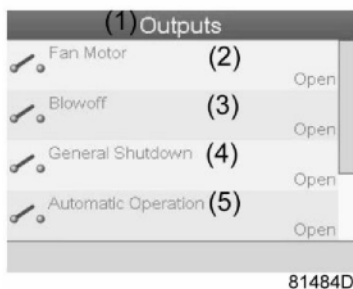 (1) Outputs
Fan Motor (2)
Open
Blowoff (3)
Open
General Shutdown (4)
Open
Automatic Operation (5)
Open
81484D